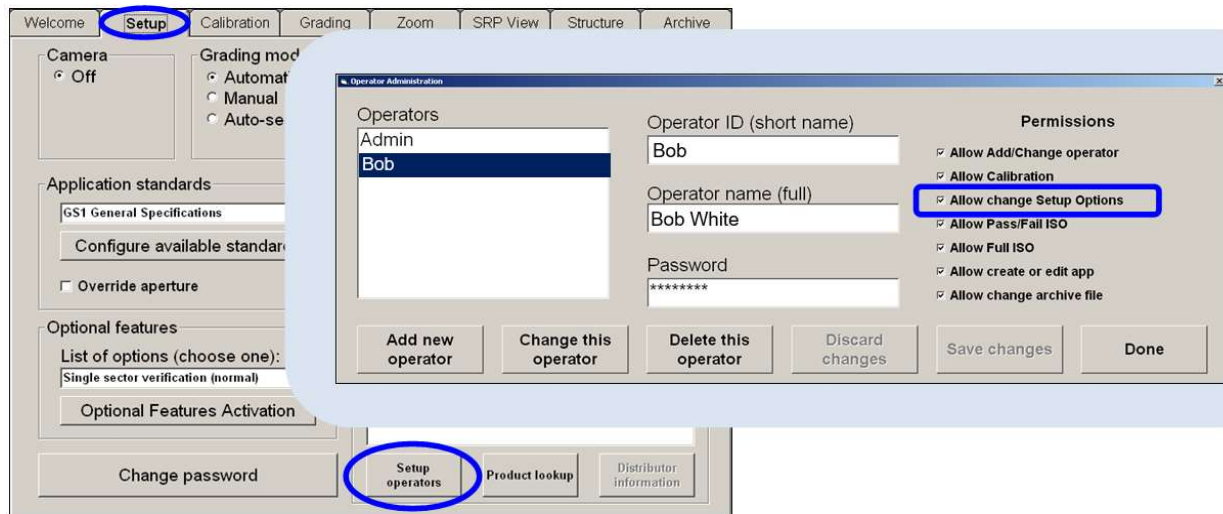 Welcome Setup Calibration Grading Zoom SRP View Structure Archive
Camera
Off
Grading mod
Automat
Manual
Auto-se
Application standards
GS1 General Specifications
Configure available standar
Override aperture
Optional features
List of options (choose one):
Single sector verification (normal)
Optional Features Activation
Change password
Setup
operators
Product lookup
Distributor
information
Operator Administration
Operators
Admin
Bob
Operator ID (short name)
Bob
Operator name (full)
Bob White
Password
********
Permissions
Allow Add/Change operator
Allow Calibration
Allow change Setup Options
Allow Pass/Fail ISO
Allow Full ISO
Allow create or edit app
Allow change archive file
Add new
operator
Change this
operator
Delete this
operator
Discard
changes
Save changes
Done